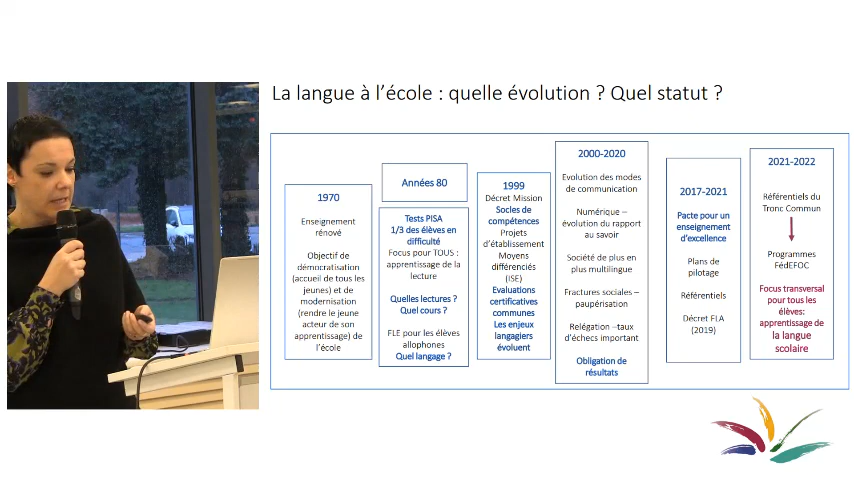 La langue à l'école : quelle évolution ? Quel statut ?
1970
Enseignement
rénové
Objectif de
démocratisation
(accueil de tous les
jeunes) et de
modernisation
(rendre le jeune
acteur de son
apprentissage) de
l'école
Années 80
Tests PISA
1/3 des élèves en
difficulté
Focus pour TOUS :
apprentissage de la
lecture
Quelles lectures ?
Quel cours ?
FLE pour les élèves
allophones
Quel langage ?
1999
Décret Mission
Socles de
compétences
Projets
d'établissement
Moyens
différenciés
(ISE)
Evaluations
certificatives
communes
Les enjeux
langagiers
évoluent
2000-2020
Evolution des modes
de communication
Numérique –
évolution du rapport
au savoir
Société de plus en
plus multilingue
Fractures sociales –
paupérisation
Relégation –taux
d'échecs important
Obligation de
résultats
2017-2021
Pacte pour un
enseignement
d'excellence
Plans de
pilotage
Référentiels
Décret FLA
(2019)
2021-2022
Référentiels du
Tronc Commun
Programmes
FédEFOC
Focus transversal
pour tous les
élèves:
apprentissage de
la langue
scolaire